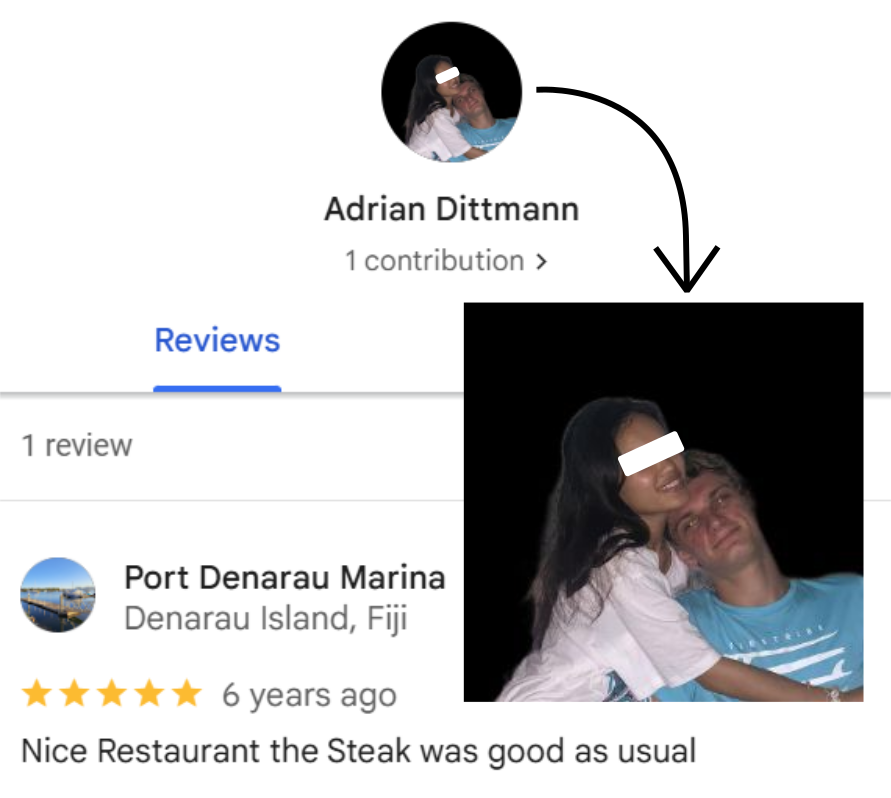 Adrian Dittmann
1 contribution >
Reviews
1 review
Port Denarau Marina
Denarau Island, Fiji
6 years ago
Nice Restaurant the Steak was good as usual